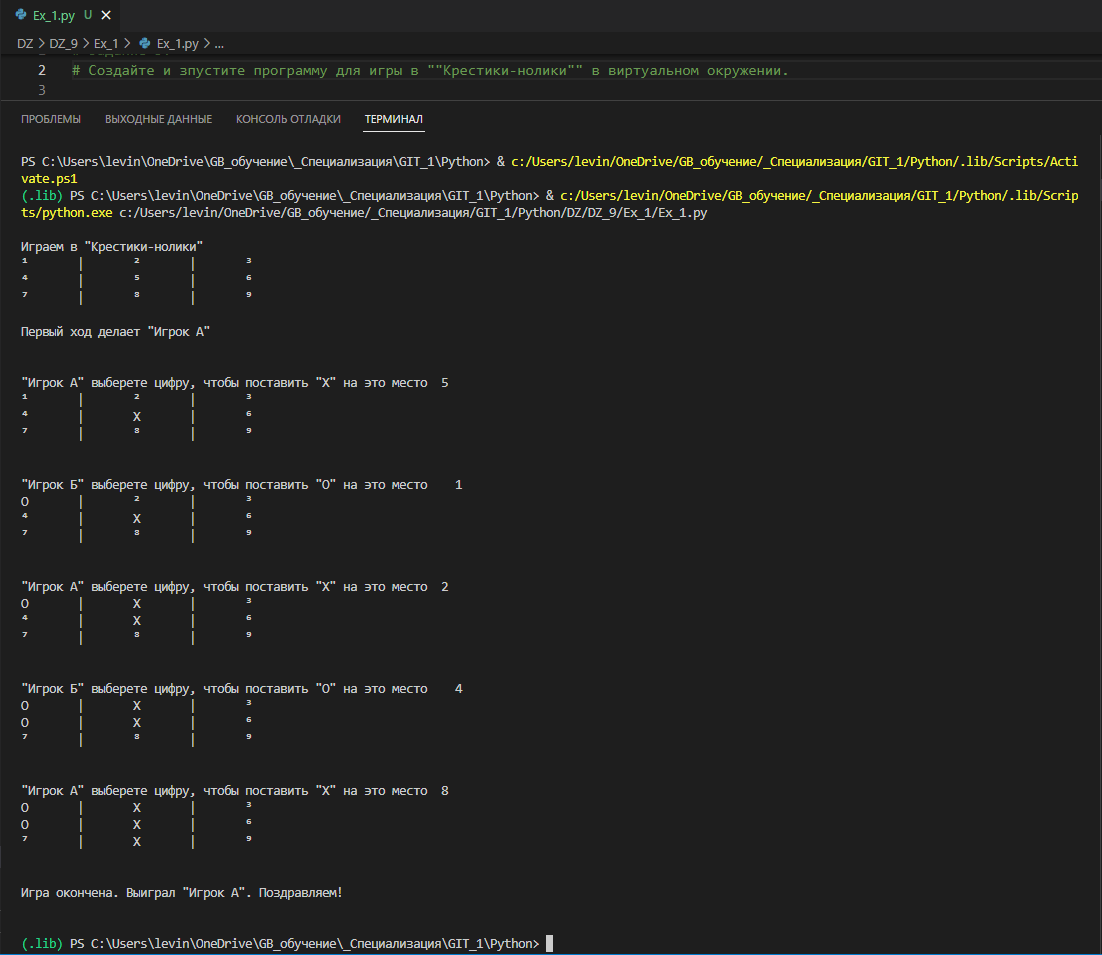 Ex_1.py U
DZ > DZ_9 > Ex_1 > Ex_1.py > ...
2 # Создайте и зпустите программу для игры в ""Крестики-нолики"" в виртуальном окружении.
3
ПРОБЛЕМЫ ВЫХОДНЫЕ ДАННЫЕ КОНСОЛЬ ОТЛАДКИ ТЕРМИНАЛ
PS C:\Users\levin\OneDrive\GB_обучение\_Специализация\GIT_1\Python> & c:/Users/levin/OneDrive/GB_обучение/_Специализация/GIT_1/Python/.lib/Scripts/Acti
vate.ps1
(.lib) PS C:\Users\levin\OneDrive\GB_обучение\_Специализация\GIT_1\Python> & c:/Users/levin/OneDrive/GB_обучение/_Специализация/GIT_1/Python/.lib/Scrip
ts/python.exe c:/Users/levin/OneDrive/GB_обучение/_Специализация/GIT_1/Python/DZ/DZ_9/Ex_1/Ex_1.py
Играем в "Крестики-нолики"
¹ | ² | ³
⁴ | ⁵ | ⁶
⁷ | ⁸ | ⁹
Первый ход делает "Игрок А"
"Игрок А" выберете цифру, чтобы поставить "X" на это место 5
¹ | ² | ³
⁴ | X | ⁶
⁷ | ⁸ | ⁹
"Игрок Б" выберете цифру, чтобы поставить "O" на это место 1
O | ² | ³
⁴ | X | ⁶
⁷ | ⁸ | ⁹
"Игрок А" выберете цифру, чтобы поставить "X" на это место 2
O | X | ³
⁴ | X | ⁶
⁷ | ⁸ | ⁹
"Игрок Б" выберете цифру, чтобы поставить "O" на это место 4
O | X | ³
O | X | ⁶
⁷ | ⁸ | ⁹
"Игрок А" выберете цифру, чтобы поставить "X" на это место 8
O | X | ³
O | X | ⁶
⁷ | X | ⁹
Игра окончена. Выиграл "Игрок А". Поздравляем!
(.lib) PS C:\Users\levin\OneDrive\GB_обучение\_Специализация\GIT_1\Python>